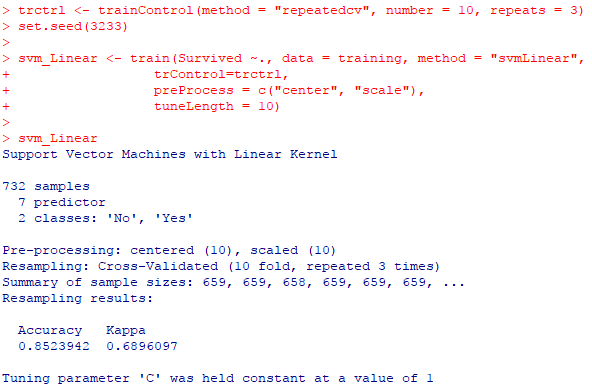 > trctrl <- trainControl(method = "repeatedcv", number = 10, repeats = 3)
> set.seed(3233)
>
> svm_Linear <- train(Survived ~., data = training, method = "svmLinear",
+                  trControl=trctrl,
+                  preProcess = c("center", "scale"),
+                  tuneLength = 10)
>
> svm_Linear
Support Vector Machines with Linear Kernel

732 samples
  7 predictor
  2 classes: 'No', 'Yes'

Pre-processing: centered (10), scaled (10)
Resampling: Cross-Validated (10 fold, repeated 3 times)
Summary of sample sizes: 659, 659, 658, 659, 659, 659, ...
Resampling results:

  Accuracy   Kappa
  0.8523942  0.6896097

Tuning parameter 'C' was held constant at a value of 1